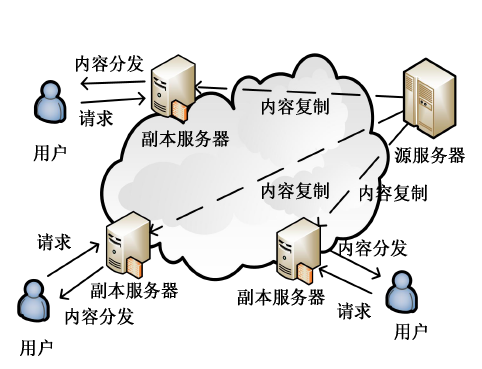 内容分发
请求
用户
副本服务器
内容复制
源服务器
内容复制
内容复制
请求
副本服务器
内容分发
用户
内容分发
副本服务器
请求
用户